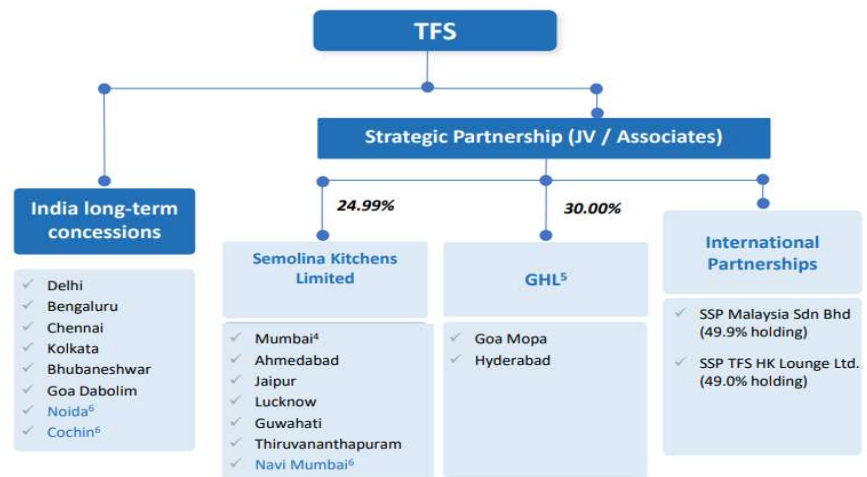 TFS
Strategic Partnership (JV / Associates)
India long-term
concessions
✓ Delhi
✓ Bengaluru
✓ Chennai
✓ Kolkata
✓ Bhubaneshwar
✓ Goa Dabolim
✓ Noida⁶
✓ Cochin⁶
24.99%
Semolina Kitchens
Limited
✓ Mumbai⁴
✓ Ahmedabad
✓ Jaipur
✓ Lucknow
✓ Guwahati
✓ Thiruvananthapuram
✓ Navi Mumbai⁶
30.00%
GHL⁵
✓ Goa Mopa
✓ Hyderabad
International
Partnerships
✓ SSP Malaysia Sdn Bhd
(49.9% holding)
✓ SSP TFS HK Lounge Ltd.
(49.0% holding)